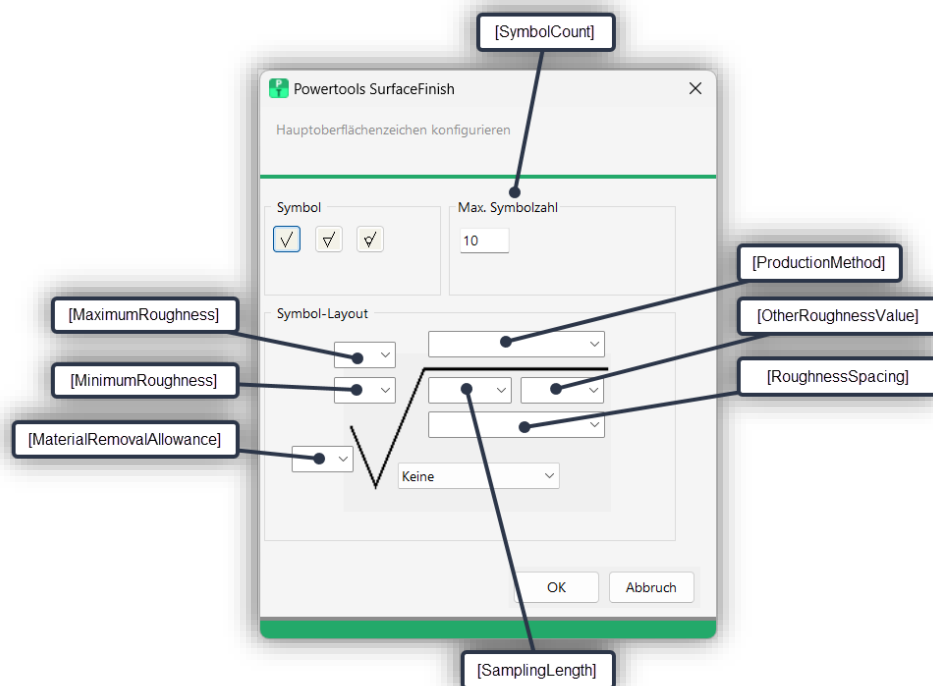 [SymbolCount]
Powertools SurfaceFinish
Hauptoberflächenzeichen konfigurieren
Symbol
Max. Symbolzahl
10
[ProductionMethod]
[MaximumRoughness]
Symbol-Layout
[OtherRoughnessValue]
[MinimumRoughness]
[RoughnessSpacing]
[MaterialRemovalAllowance]
Keine
OK
Abbruch
[SamplingLength]